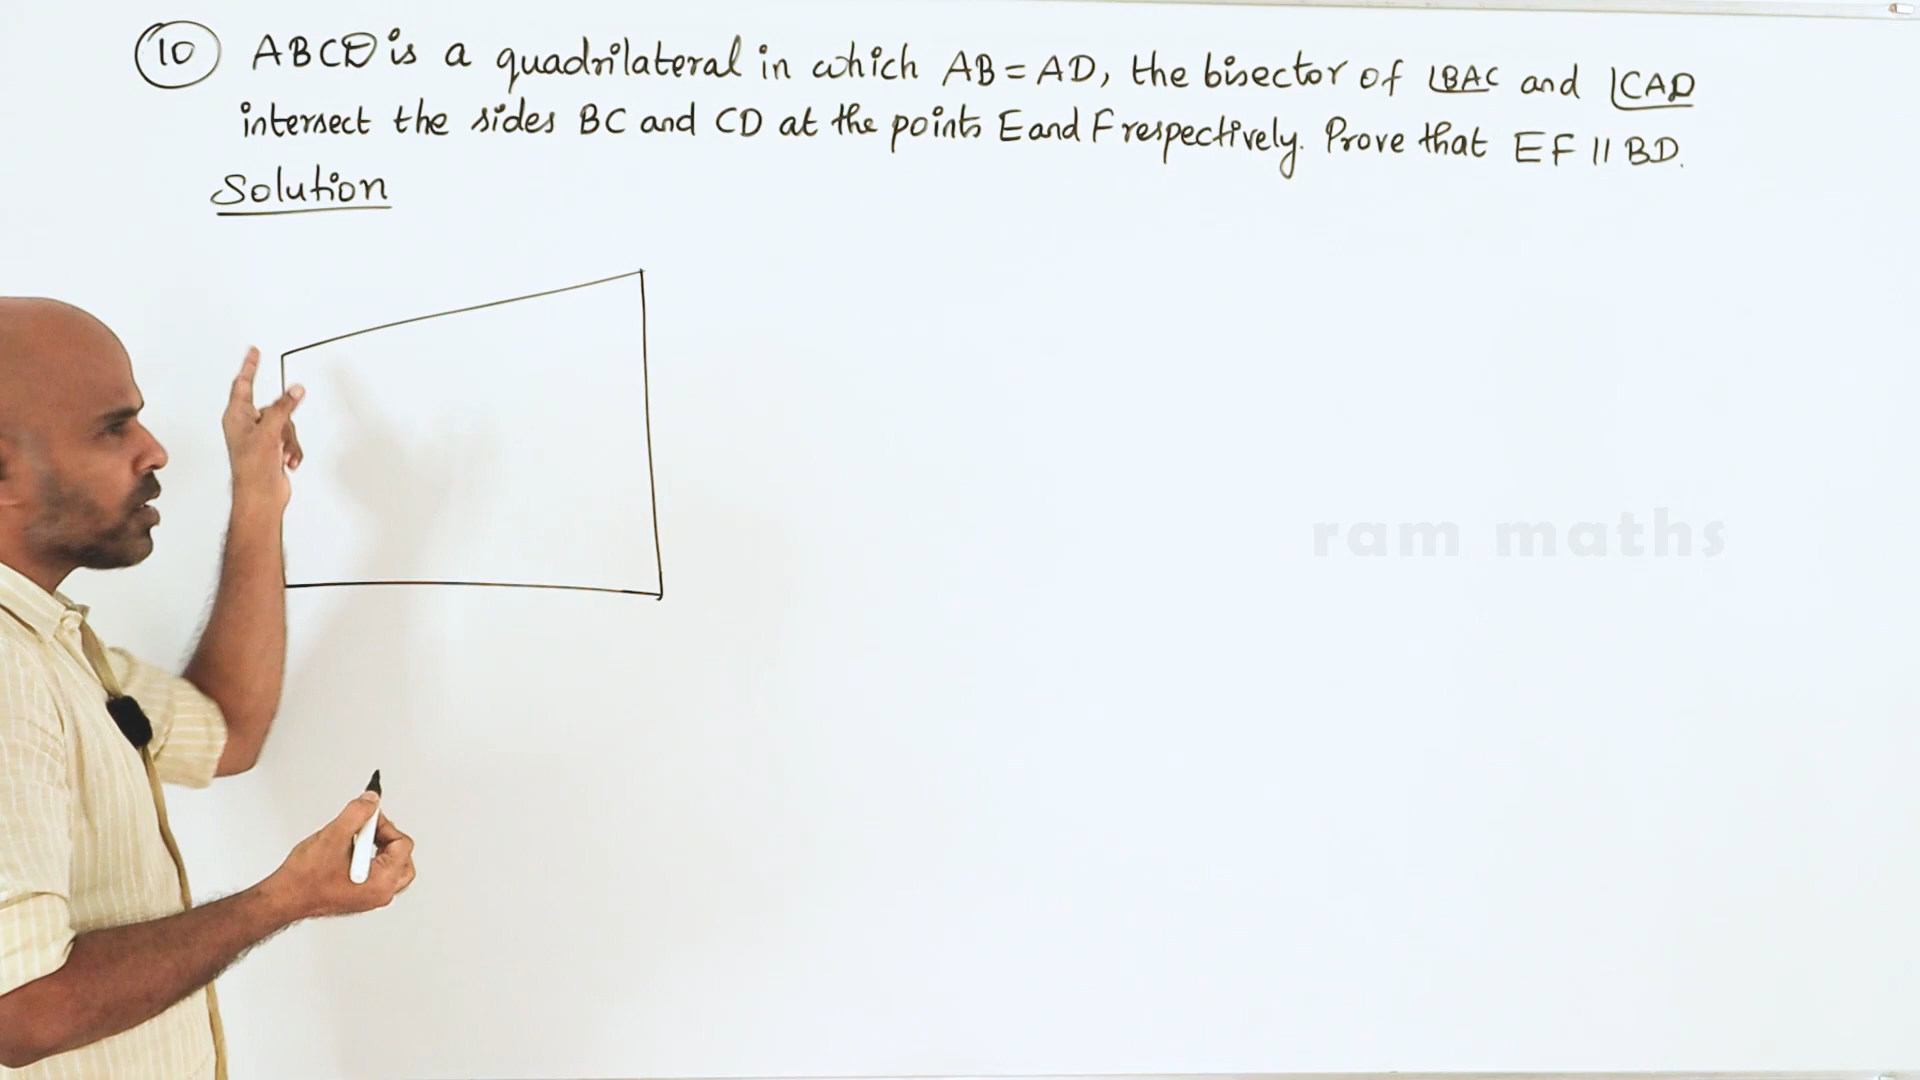 10 ABCD is a quadrilateral in which AB = AD, the bisector of ∠BAC and ∠CAD
intersect the sides BC and CD at the points E and F respectively. Prove that EF || BD.
Solution
ram maths